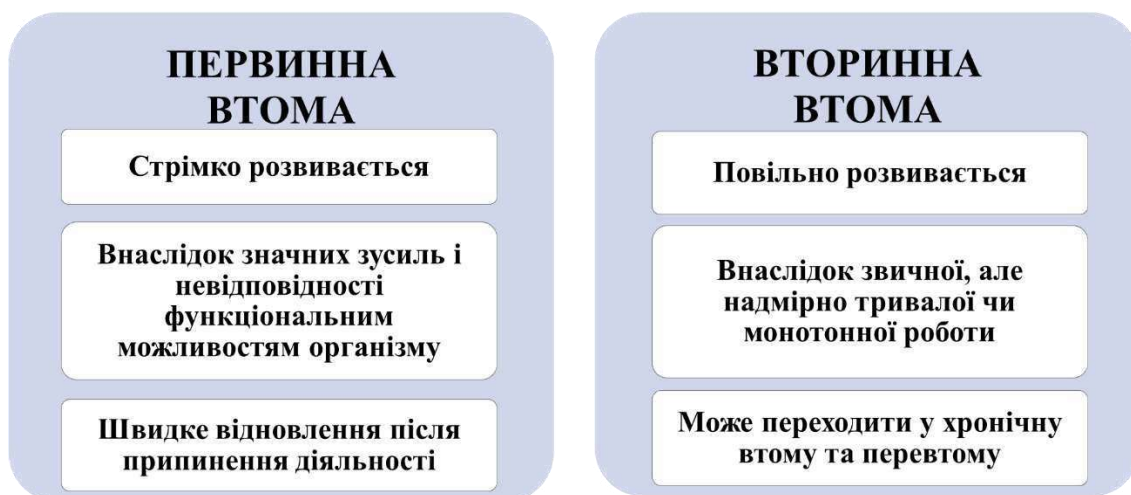 ПЕРВИННА
ВТОМА
Стрімко розвивається
Внаслідок значних зусиль і
невідповідності
функціональним
можливостям організму
Швидке відновлення після
припинення діяльності
ВТОРИННА
ВТОМА
Повільно розвивається
Внаслідок звичної, але
надмірно тривалої чи
монотонної роботи
Може переходити у хронічну
втому та перевтому